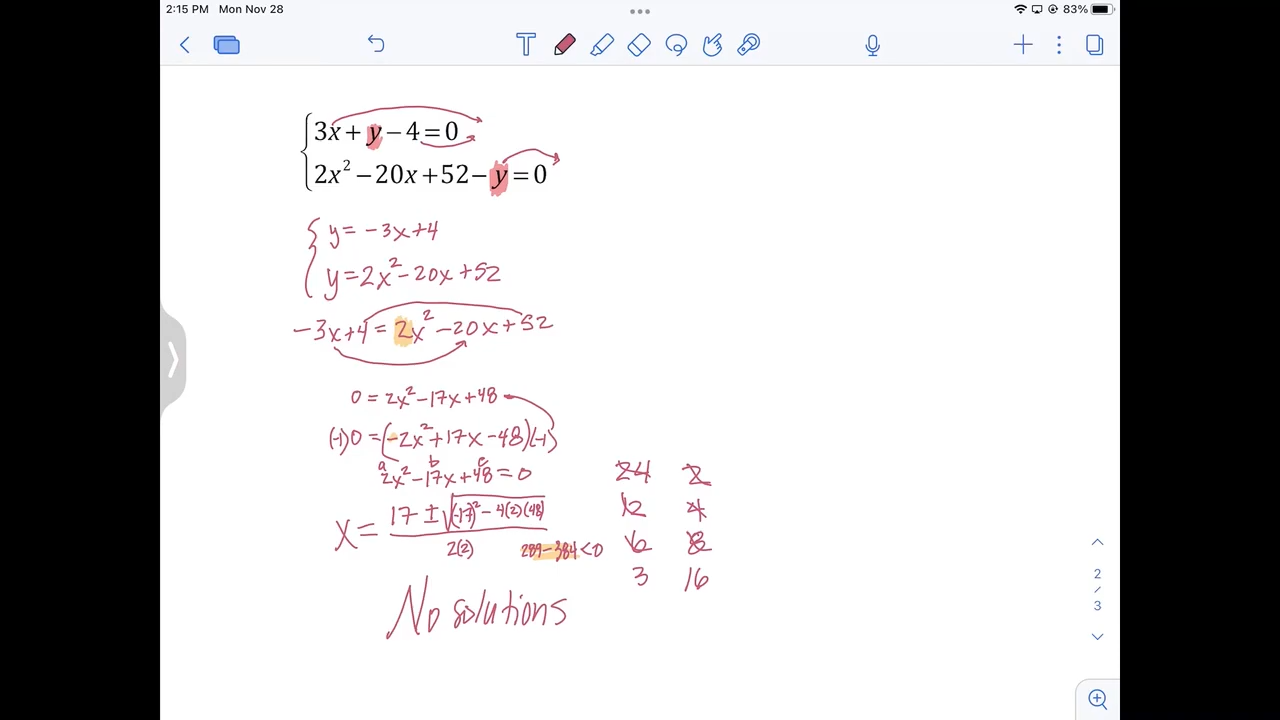 2:15 PM Mon Nov 28
83%
T
3x + y − 4 = 0
2x² − 20x + 52 − y = 0
y = −3x+4
y = 2x² − 20x + 52
−3x+4 = 2x² − 20x + 52
0 = 2x² − 17x + 48
(-1)0 = (−2x² + 17x − 48)(−1)
a b c
2x² − 17x + 48 = 0
24 2
x = 17 ± √(-17)² − 4(2)(48)
12 4
2(2)
289 − 384 < 0
6 8
3 16
No solutions
2
/
3